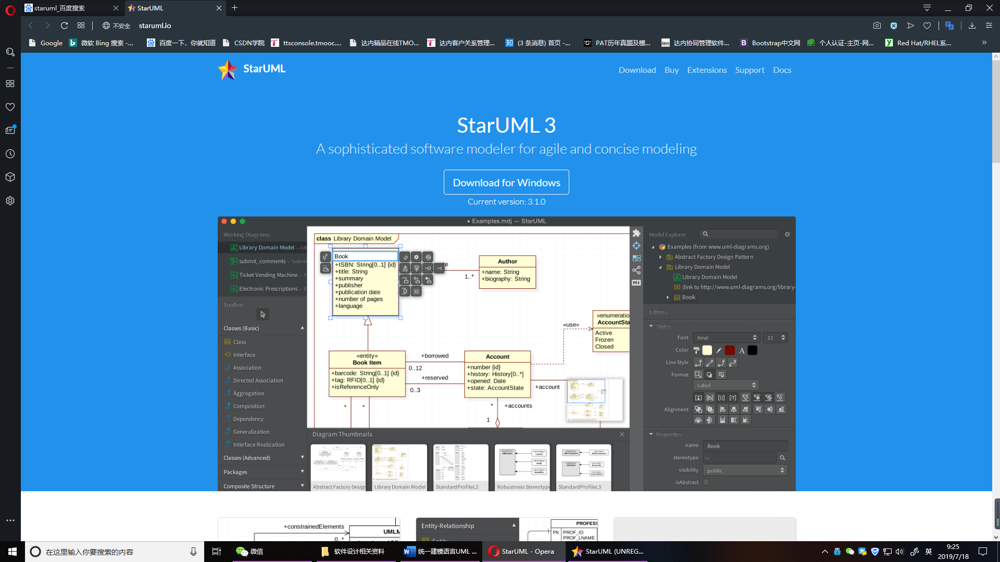 staruml_百度搜索
StarUML
不安全 staruml.io
Google
微软 Bing 搜索 -...
百度一下，你就知道
CSDN学院
ttsconsole.tmooc....
达内精品在线TMO...
达内客户关系管理...
(3 条消息) 首页 -...
PAT历年真题及模...
达内协同管理软件...
Bootstrap中文网
个人认证-主页-网...
Red Hat/RHEL系...
StarUML
Download Buy Extensions Support Docs
StarUML 3
A sophisticated software modeler for agile and concise modeling
Download for Windows
Current version: 3.1.0
• Examples.mdj — StarUML
Working Diagrams
Library Domain Model — Lib
submit_comments — Submit
Ticket Vending Machine — T
Electronic Prescriptions — E
Toolbox
Classes (Basic)
Class
Interface
Association
Directed Association
Aggregation
Composition
Dependency
Generalization
Interface Realization
Classes (Advanced)
Packages
Composite Structure
class Library Domain Model
Book
+ISBN: String[0..1] {id}
+title: String
+summary
+publisher
+publication date
+number of pages
+language
1..*
Author
+name: String
+biography: String
«use»
«enumeratio
AccountSta
Active
Frozen
Closed
«entity»
Book Item
+barcode: String[0..1] {id}
+tag: RFID[0..1] {id}
+isReferenceOnly
+borrowed
0..12
+reserved
0..3
Account
+number {id}
+history: History[0..*]
+opened: Date
+state: AccountState
+account
* *
* +accounts
1
Diagram Thumbnails
Abstract Factory Design
Library Domain Model
StandardProfileL2
Robustness Stereotype
StandardProfileL3
Model Explorer
Examples (from www.uml-diagrams.org)
Abstract Factory Design Pattern
Library Domain Model
Library Domain Model
(link to http://www.uml-diagrams.org/library-
Book
Editors
Styles
Font Arial 13
Color
Line Style
Format
Label
Alignment
Properties
name Book
stereotype —
visibility public
isAbstract
+constrainedElements
0..*
UMLM
Entity-Relationship
Entity
PROFESS
PK PROF_ID
PROF_LNAME
在这里输入你要搜索的内容
微信
软件设计相关资料
统一建模语言UML ...
StarUML - Opera
StarUML (UNREG...
英
9:25
2019/7/18